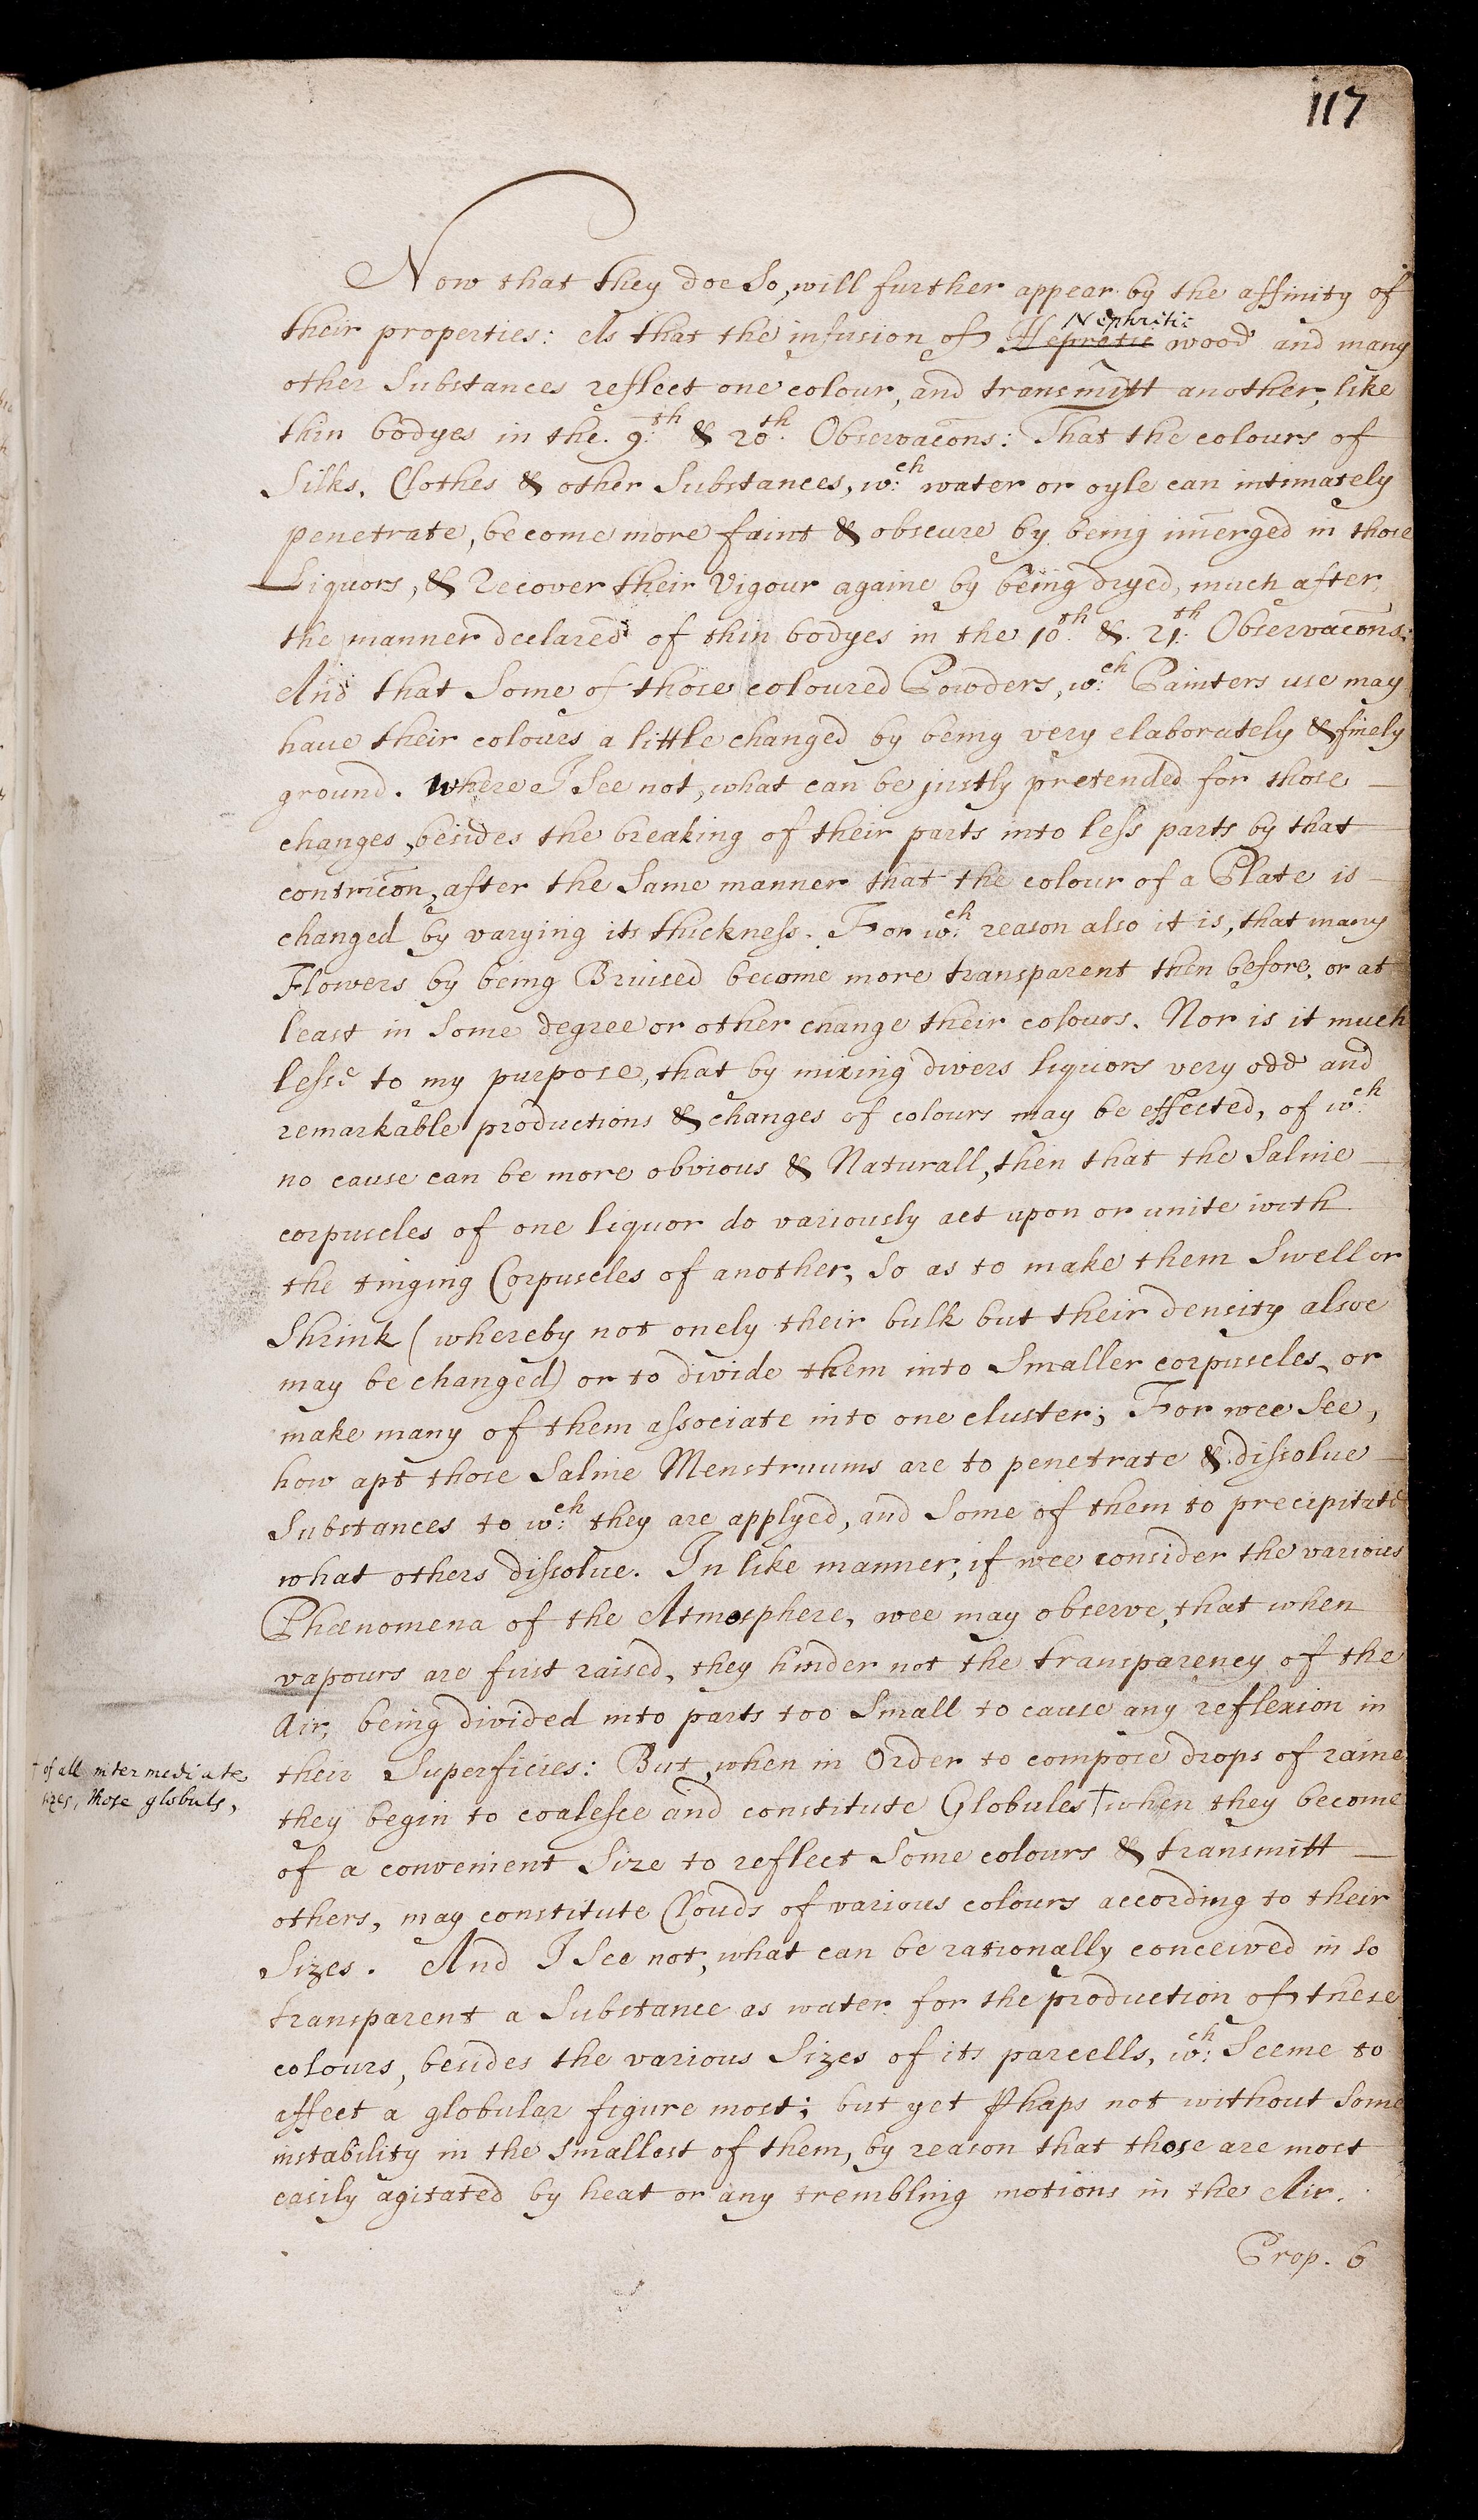 117
Now that they doe So, will further appear by the affinity of
their properties: As that the infusion of Hepretic Nephritic wood and many
other Substances reflect one colour, and transmitt another, like
thin bodyes in the. 9:th & 20th. Observacōns: That the colours of
Silks, Clothes & other Substances, w:ch water or oyle can intimately
penetrate, become more faint & obscure by being im̄erged in those
Liquors, & Recover their Vigour againe by being dryed, much after
the manner declared of thin bodyes in the 10th. & 21th. Observacōns:
And that Some of those coloured Powders, w:ch Painters use may
haue their colours a little changed by being very elaborately & finely
ground. Where I See not, what can be justly pretended for those —
changes, besides the breaking of their parts into leſs parts by that —
contricōn, after the Same manner that the colour of a Plate is —
changed by varying its thickneſs. For w:ch reason also it is, that many
Flowers by being Bruised become more transparent then before, or at
least in Some degree or other change their colours. Nor is it much
leſse to my purpose, that by mixing divers liquors very odd and
remarkable productions & changes of colours may be effected, of w:ch
no cause can be more obvious & Naturall, then that the Saline —
corpuscles of one liquor do variously act upon or unite with
the tinging Corpuscles of another, So as to make them Swell or
Shrink (whereby not onely their bulk but their density alsoe
may be changed) or to divide them into Smaller corpuscles, or
make many of them aſsociate into one cluster; For wee See,
how apt those Saline Menstruums are to penetrate & diſsolue —
Substances to w:ch they are applyed, and Some of them to precipitate
what others diſsolue. In like manner, if wee consider the various
Phænomena of the Atmosphere, wee may observe, that when
vapours are first raised, they hinder not the transparency of the
Air, being divided into parts too Small to cause any reflexion in
their Superficies: But, when in Order to compose drops of raine
they begin to coaleſce and constitute Globules † when they become
† of all intermediate
sizes, those globuls,
of a convenient Size to reflect Some colours & transmitt —
others, may constitute Clouds of various colours according to their
Sizes. And I See not, what can be rationally conceived in so
transparent a Substance as water for the production of these
colours, besides the various Sizes of its parcells, w:ch Seeme to
affect a globular figure most; but yet ꝑhaps not without Some
instability in the Smallest of them, by reason that those are most
easily agitated by heat or any trembling motions in the Air.
Prop. 6